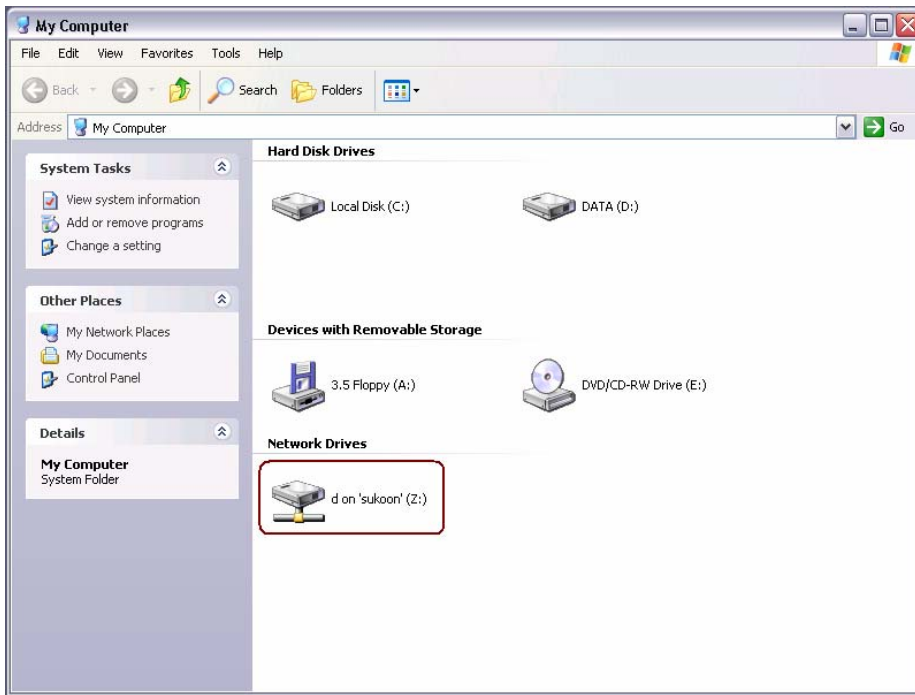 My Computer
File Edit View Favorites Tools Help
Back Search Folders
Address My Computer Go
System Tasks
View system information
Add or remove programs
Change a setting
Other Places
My Network Places
My Documents
Control Panel
Details
My Computer
System Folder
Hard Disk Drives
Local Disk (C:) DATA (D:)
Devices with Removable Storage
3.5 Floppy (A:) DVD/CD-RW Drive (E:)
Network Drives
d on 'sukoon' (Z:)